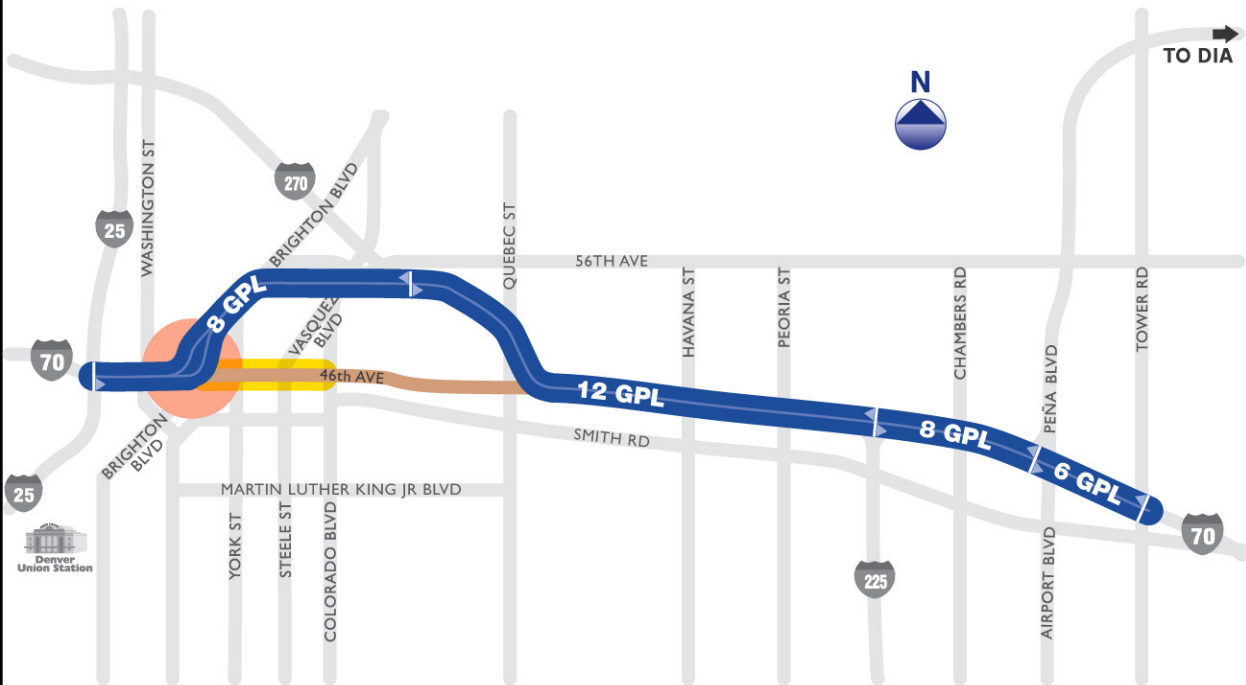 TO DIA
N
WASHINGTON ST
270
BRIGHTON BLVD
25
QUEBEC ST
56TH AVE
HAVANA ST
PEORIA ST
CHAMBERS RD
TOWER RD
8 GPL
VASQUEZ
BLVD
70
46th AVE
PEÑA BLVD
12 GPL
8 GPL
6 GPL
SMITH RD
BRIGHTON
BLVD
25
MARTIN LUTHER KING JR BLVD
YORK ST
STEELE ST
COLORADO BLVD
Denver
Union Station
225
AIRPORT BLVD
70